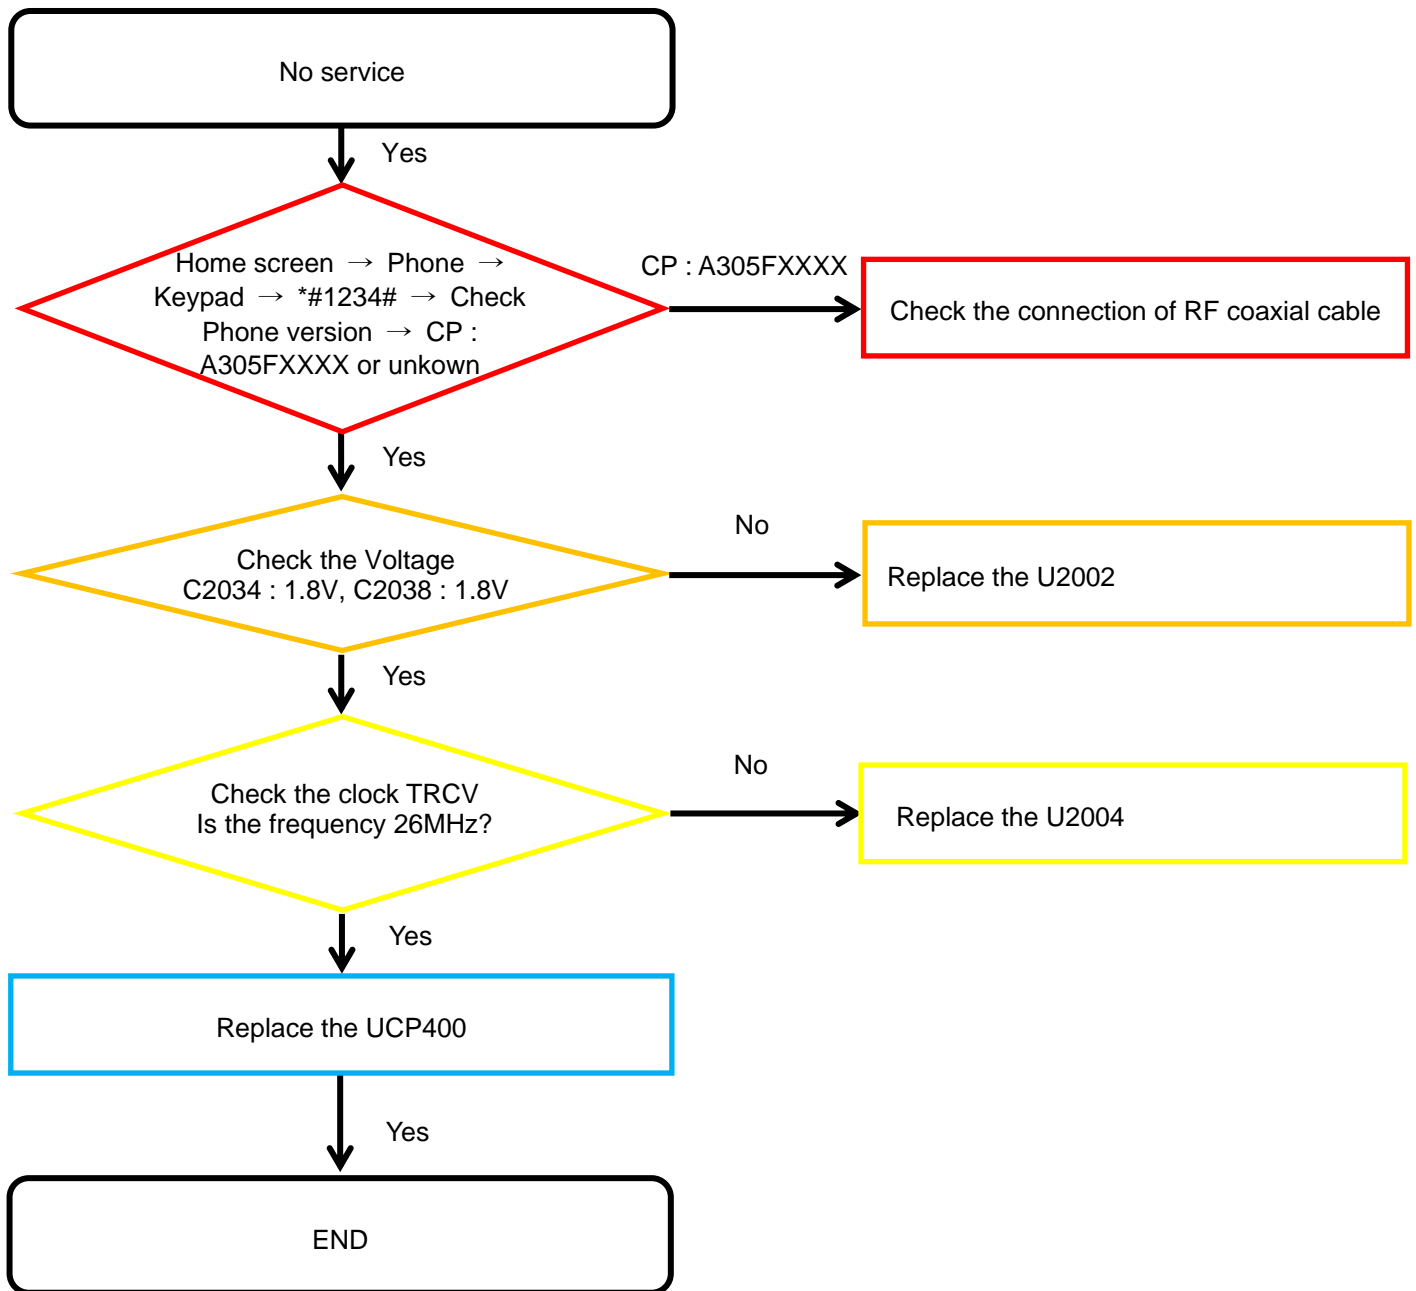 No service
Yes
Home screen → Phone →
Keypad → *#1234# → Check
Phone version → CP :
A305FXXXX or unkown
CP : A305FXXXX
Check the connection of RF coaxial cable
Yes
Check the Voltage
C2034 : 1.8V, C2038 : 1.8V
No
Replace the U2002
Yes
Check the clock TRCV
Is the frequency 26MHz?
No
Replace the U2004
Yes
Replace the UCP400
Yes
END